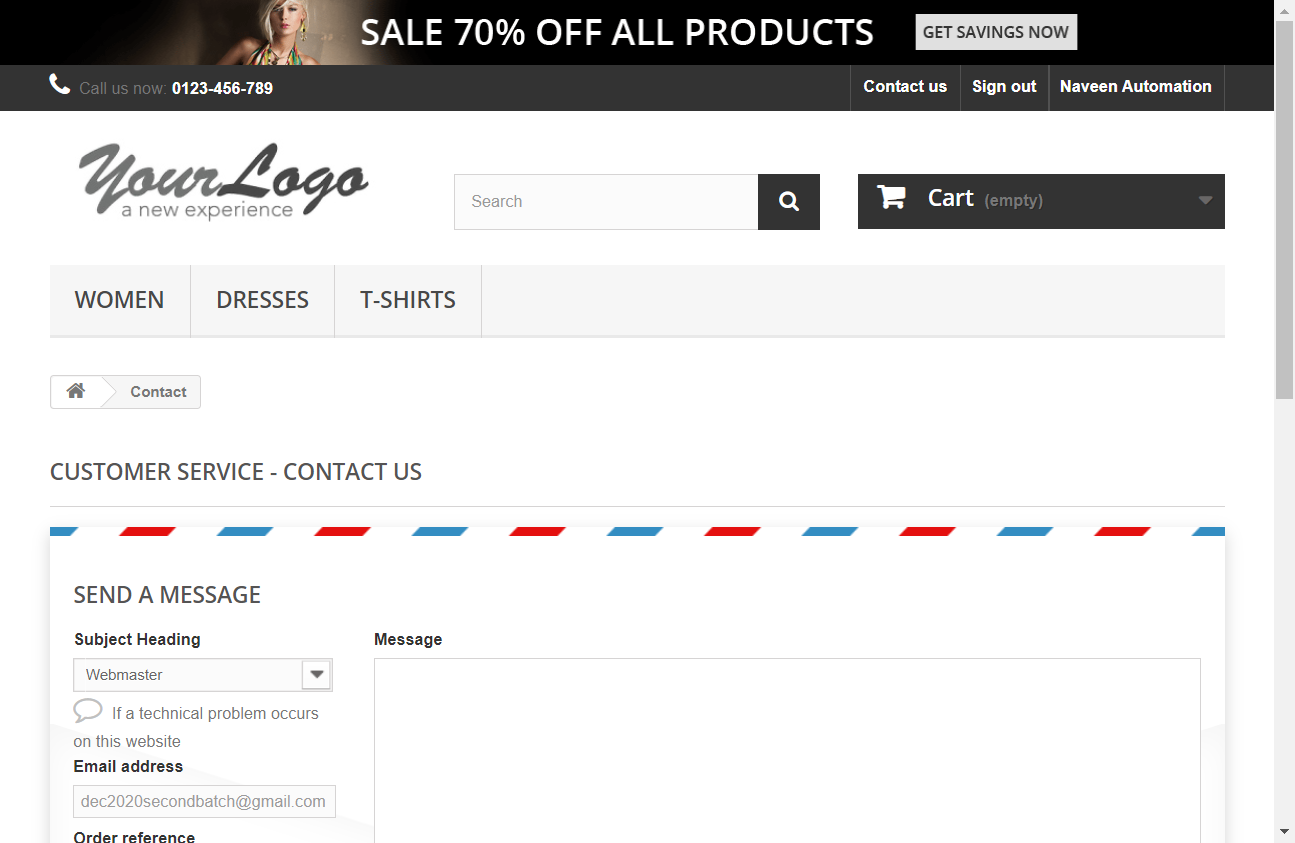 SALE 70% OFF ALL PRODUCTS
GET SAVINGS NOW
Call us now: 0123-456-789
Contact us
Sign out
Naveen Automation
Your Logo
a new experience
Search
Cart (empty)
WOMEN
DRESSES
T-SHIRTS
Contact
CUSTOMER SERVICE - CONTACT US
SEND A MESSAGE
Subject Heading
Message
Webmaster
If a technical problem occurs
on this website
Email address
dec2020secondbatch@gmail.com
Order reference